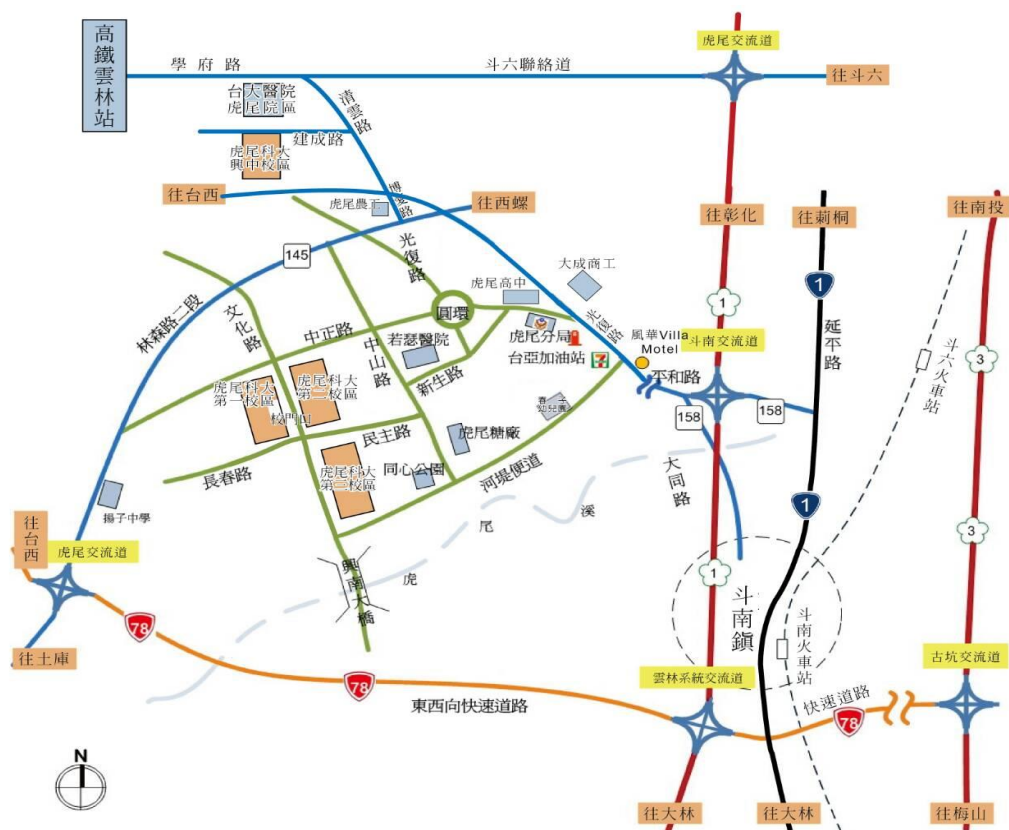 高鐵雲林站
虎尾交流道
學府路
斗六聯絡道
往斗六
台大醫院
虎尾院區
清雲路
建成路
虎尾科大
興中校區
往台西
虎尾農工
博愛路
往西螺
往彰化
往莿桐
往南投
145
光復路
大成商工
1
文化路
虎尾高中
林森路二段
圓環
光復路
1
延平路
中正路
中山路
若瑟醫院
虎尾分局
風華Villa
Motel
斗南交流道
台亞加油站
7
斗六火車站
3
新生路
平和路
虎尾科大
第一校區
校門口
虎尾科大
第二校區
158
158
幼兒園
民主路
虎尾糖廠
長春路
虎尾科大
第三校區
同心公園
河堤便道
大同路
揚子中學
1
3
往台西
虎尾交流道
虎
尾
溪
1
興南大橋
斗南鎮
斗南火車站
78
往土庫
78
東西向快速道路
雲林系統交流道
快速道路
78
古坑交流道
N
往大林
往大林
往梅山